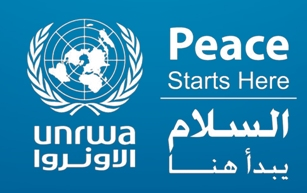 unrwa
الاونروا
Peace
Starts Here
السلام
يبدأ هنا